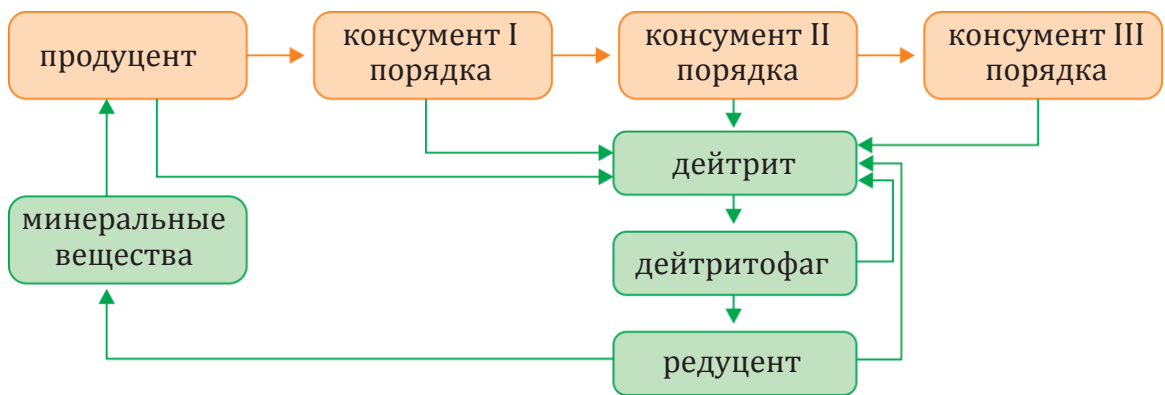 продуцент
консумент I
порядка
консумент II
порядка
консумент III
порядка
дейтрит
минеральные
вещества
дейтритофаг
редуцент